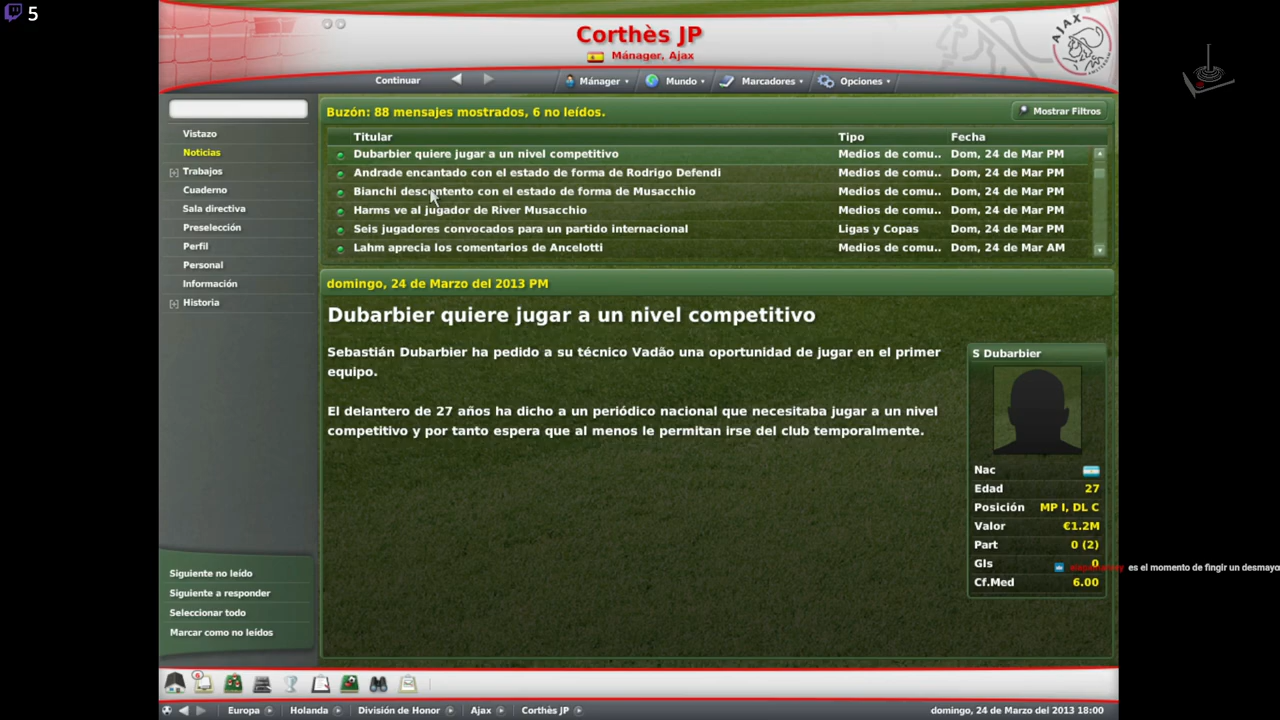 5
Corthès JP
Mánager, Ajax
AJAX
Continuar
Mánager
Mundo
Marcadores
Opciones
Buzón: 88 mensajes mostrados, 6 no leídos.
Mostrar Filtros
Titular Tipo Fecha
Dubarbier quiere jugar a un nivel competitivo Medios de comu.. Dom, 24 de Mar PM
Andrade encantado con el estado de forma de Rodrigo Defendi Medios de comu.. Dom, 24 de Mar PM
Bianchi descontento con el estado de forma de Musacchio Medios de comu.. Dom, 24 de Mar PM
Harms ve al jugador de River Musacchio Medios de comu.. Dom, 24 de Mar PM
Seis jugadores convocados para un partido internacional Ligas y Copas Dom, 24 de Mar PM
Lahm aprecia los comentarios de Ancelotti Medios de comu.. Dom, 24 de Mar AM
Vistazo
Noticias
Trabajos
Cuaderno
Sala directiva
Preselección
Perfil
Personal
Información
Historia
domingo, 24 de Marzo del 2013 PM
Dubarbier quiere jugar a un nivel competitivo
Sebastián Dubarbier ha pedido a su técnico Vadão una oportunidad de jugar en el primer
equipo.
El delantero de 27 años ha dicho a un periódico nacional que necesitaba jugar a un nivel
competitivo y por tanto espera que al menos le permitan irse del club temporalmente.
S Dubarbier
Nac
Edad 27
Posición MP I, DL C
Valor €1.2M
Part 0 (2)
Gls 0
es el momento de fingir un desmayo
Cf.Med 6.00
Siguiente no leído
Siguiente a responder
Seleccionar todo
Marcar como no leídos
Europa
Holanda
División de Honor
Ajax
Corthès JP
domingo, 24 de Marzo del 2013 18:00